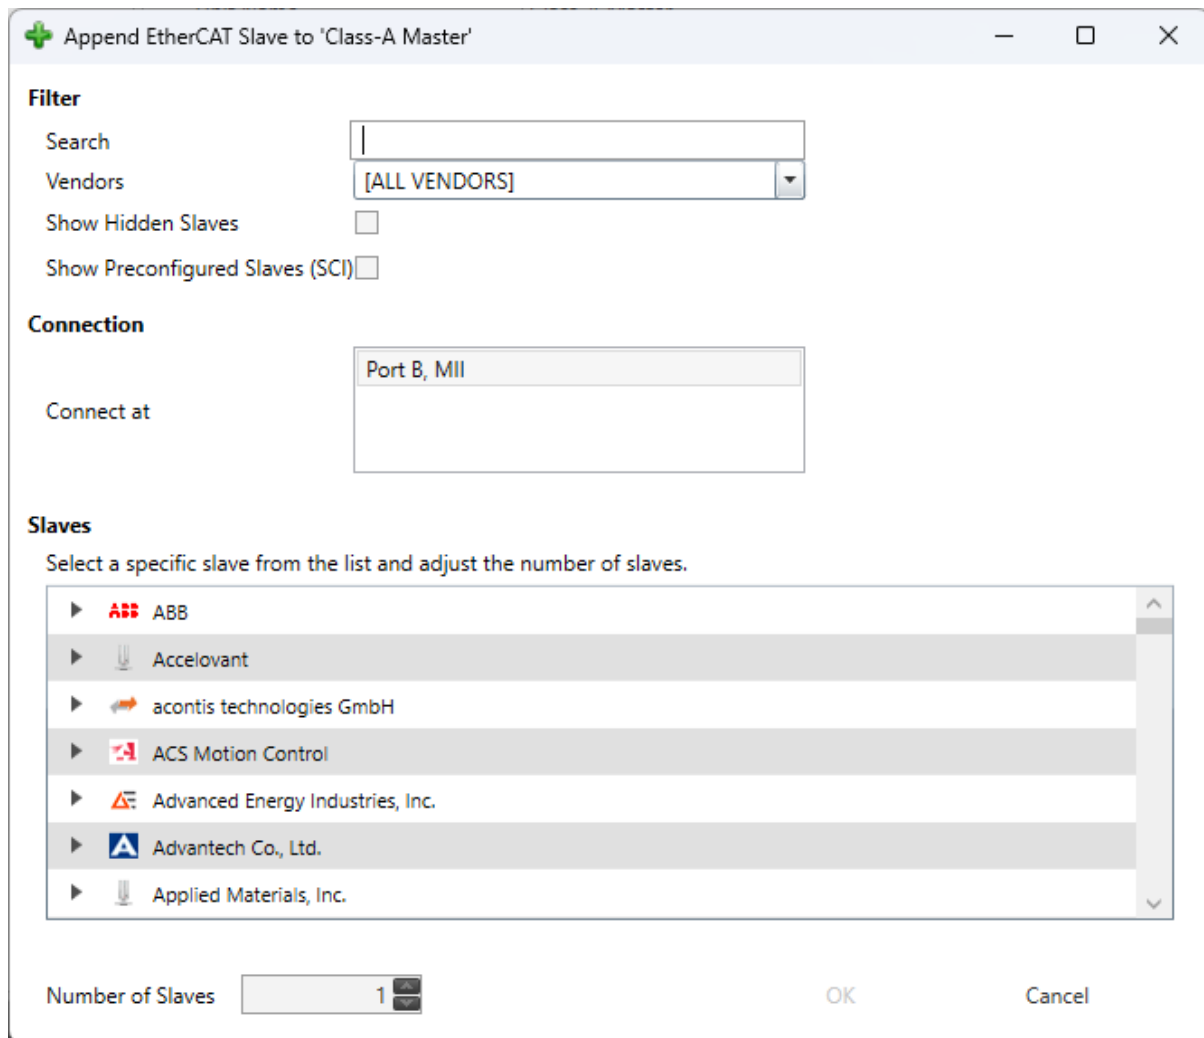 Append EtherCAT Slave to 'Class-A Master'
Filter
Search
Vendors [ALL VENDORS]
Show Hidden Slaves
Show Preconfigured Slaves (SCI)
Connection
Port B, MII
Connect at
Slaves
Select a specific slave from the list and adjust the number of slaves.
ABB ABB
Accelovant
acontis technologies GmbH
ACS Motion Control
Advanced Energy Industries, Inc.
Advantech Co., Ltd.
Applied Materials, Inc.
Number of Slaves 1 OK Cancel